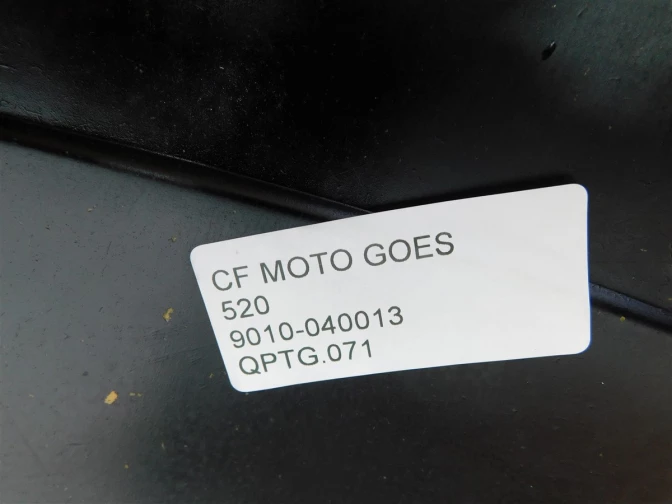 CF MOTO GOES
520
9010-040013
QPTG.071